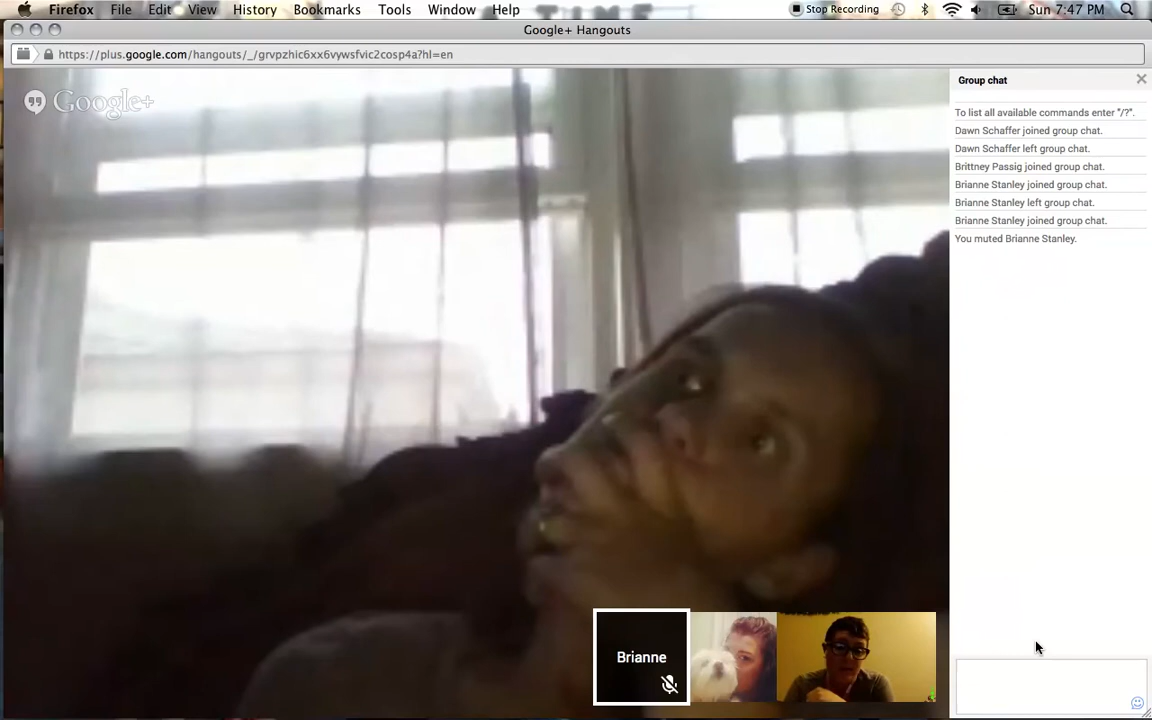 Firefox File Edit View History Bookmarks Tools Window Help Stop Recording Sun 7:47 PM
Google+ Hangouts
https://plus.google.com/hangouts/_/grvpzhic6xx6vywsfvic2cosp4a?hl=en
Google+
Group chat
To list all available commands enter "/?".
Dawn Schaffer joined group chat.
Dawn Schaffer left group chat.
Brittney Passig joined group chat.
Brianne Stanley joined group chat.
Brianne Stanley left group chat.
Brianne Stanley joined group chat.
You muted Brianne Stanley.
Brianne